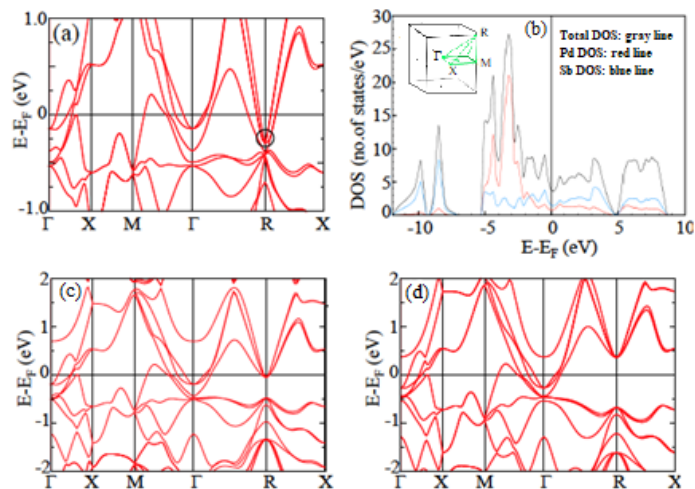 (a)
E-E_F (eV)
1.0
0.5
0
-0.5
-1.0
Γ X M Γ R X
(b)
DOS (no.of states/eV)
30
25
20
15
10
5
0
Γ X M R
Total DOS: gray line
Pd DOS: red line
Sb DOS: blue line
-10 -5 0 5 10
E-E_F (eV)
(c)
E-E_F (eV)
2
1
0
-1
-2
Γ X M Γ R X
(d)
E-E_F (eV)
2
1
0
-1
-2
Γ X M Γ R X